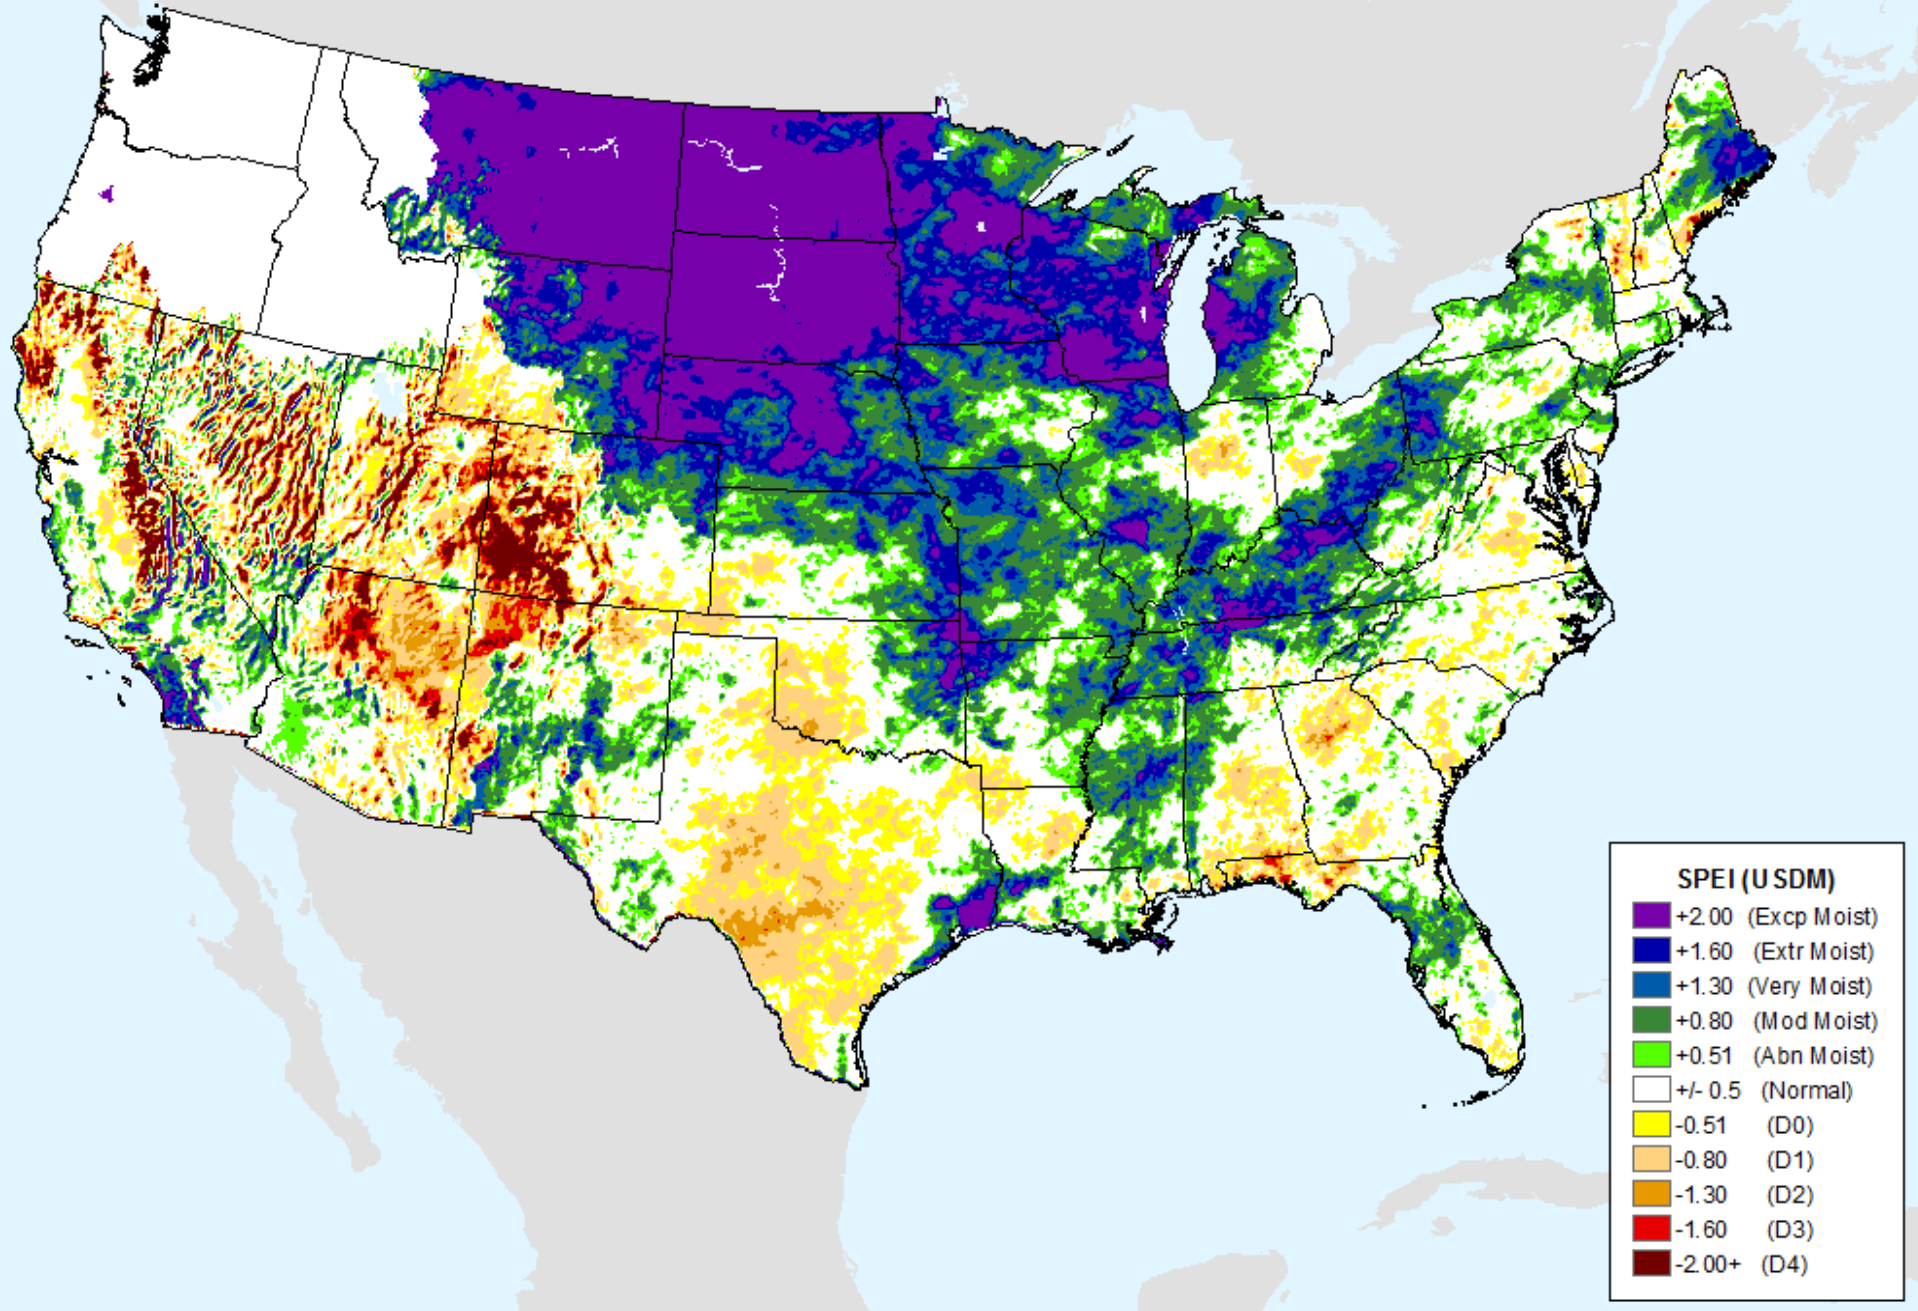 SPEI (USDM)
+2.00 (Excp Moist)
+1.60 (Extr Moist)
+1.30 (Very Moist)
+0.80 (Mod Moist)
+0.51 (Abn Moist)
+/- 0.5 (Normal)
-0.51 (D0)
-0.80 (D1)
-1.30 (D2)
-1.60 (D3)
-2.00+ (D4)